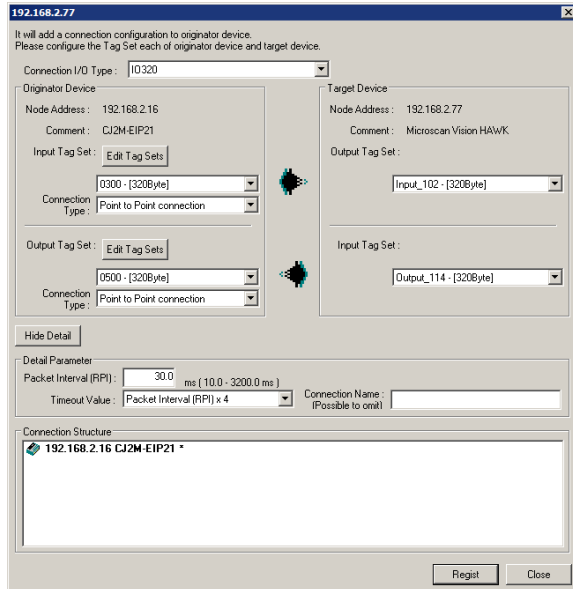 192.168.2.77
It will add a connection configuration to originator device.
Please configure the Tag Set each of originator device and target device.
Connection I/O Type : IO320
Originator Device
Node Address : 192.168.2.16
Comment : CJ2M-EIP21
Input Tag Set : Edit Tag Sets
0300 - [320Byte]
Connection Type : Point to Point connection
Output Tag Set : Edit Tag Sets
0500 - [320Byte]
Connection Type : Point to Point connection
Target Device
Node Address : 192.168.2.77
Comment : Microscan Vision HAWK
Output Tag Set :
Input_102 - [320Byte]
Input Tag Set :
Output_114 - [320Byte]
Hide Detail
Detail Parameter
Packet Interval (RPI) : 30.0 ms ( 10.0 - 3200.0 ms )
Timeout Value : Packet Interval (RPI) x 4
Connection Name :
(Possible to omit)
Connection Structure
192.168.2.16 CJ2M-EIP21 *
Regist Close